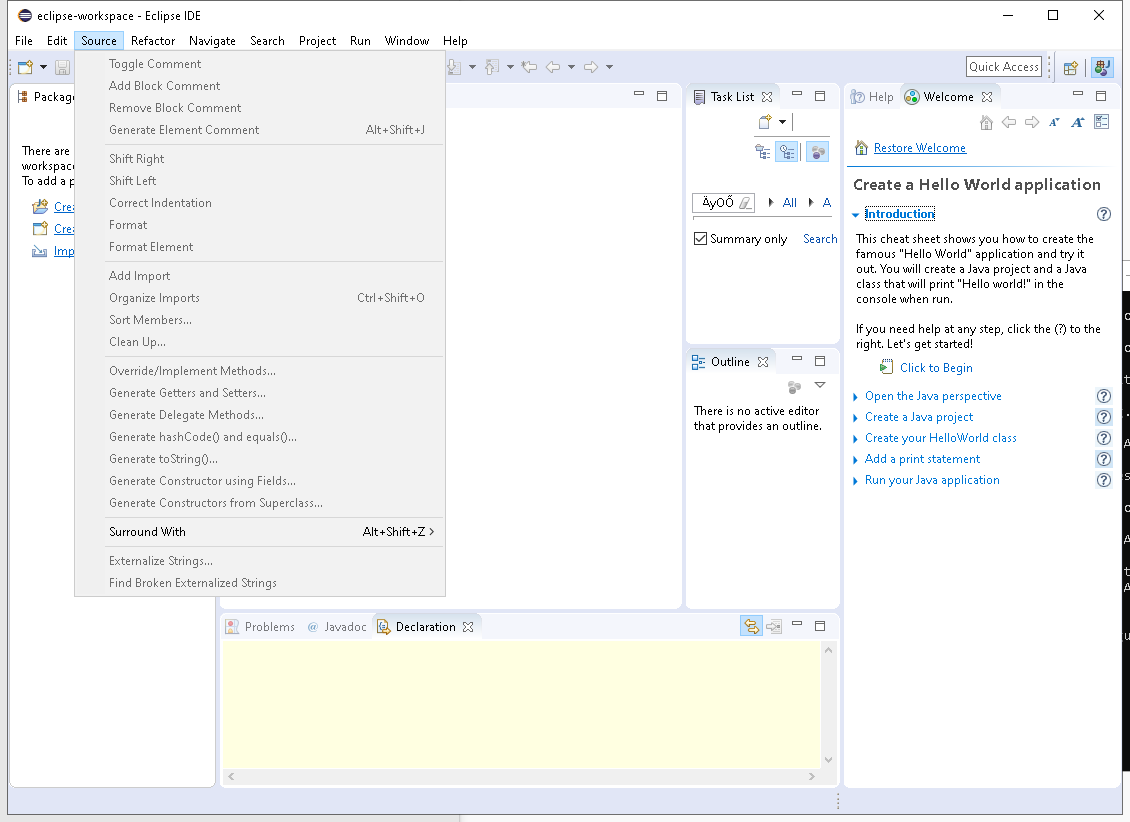 eclipse-workspace - Eclipse IDE
File Edit Source Refactor Navigate Search Project Run Window Help
Quick Access
Toggle Comment
Add Block Comment
Remove Block Comment
Generate Element Comment Alt+Shift+J
Shift Right
Shift Left
Correct Indentation
Format
Format Element
Add Import
Organize Imports Ctrl+Shift+O
Sort Members...
Clean Up...
Override/Implement Methods...
Generate Getters and Setters...
Generate Delegate Methods...
Generate hashCode() and equals()...
Generate toString()...
Generate Constructor using Fields...
Generate Constructors from Superclass...
Surround With Alt+Shift+Z
Externalize Strings...
Find Broken Externalized Strings
Packag
There are
workspac
To add a p
Crea
Crea
Imp
Task List
All A
Summary only Search
Outline
There is no active editor
that provides an outline.
Help Welcome
Restore Welcome
Create a Hello World application
Introduction
This cheat sheet shows you how to create the
famous "Hello World" application and try it
out. You will create a Java project and a Java
class that will print "Hello world!" in the
console when run.
If you need help at any step, click the (?) to the
right. Let's get started!
Click to Begin
Open the Java perspective
Create a Java project
Create your HelloWorld class
Add a print statement
Run your Java application
Problems @ Javadoc Declaration